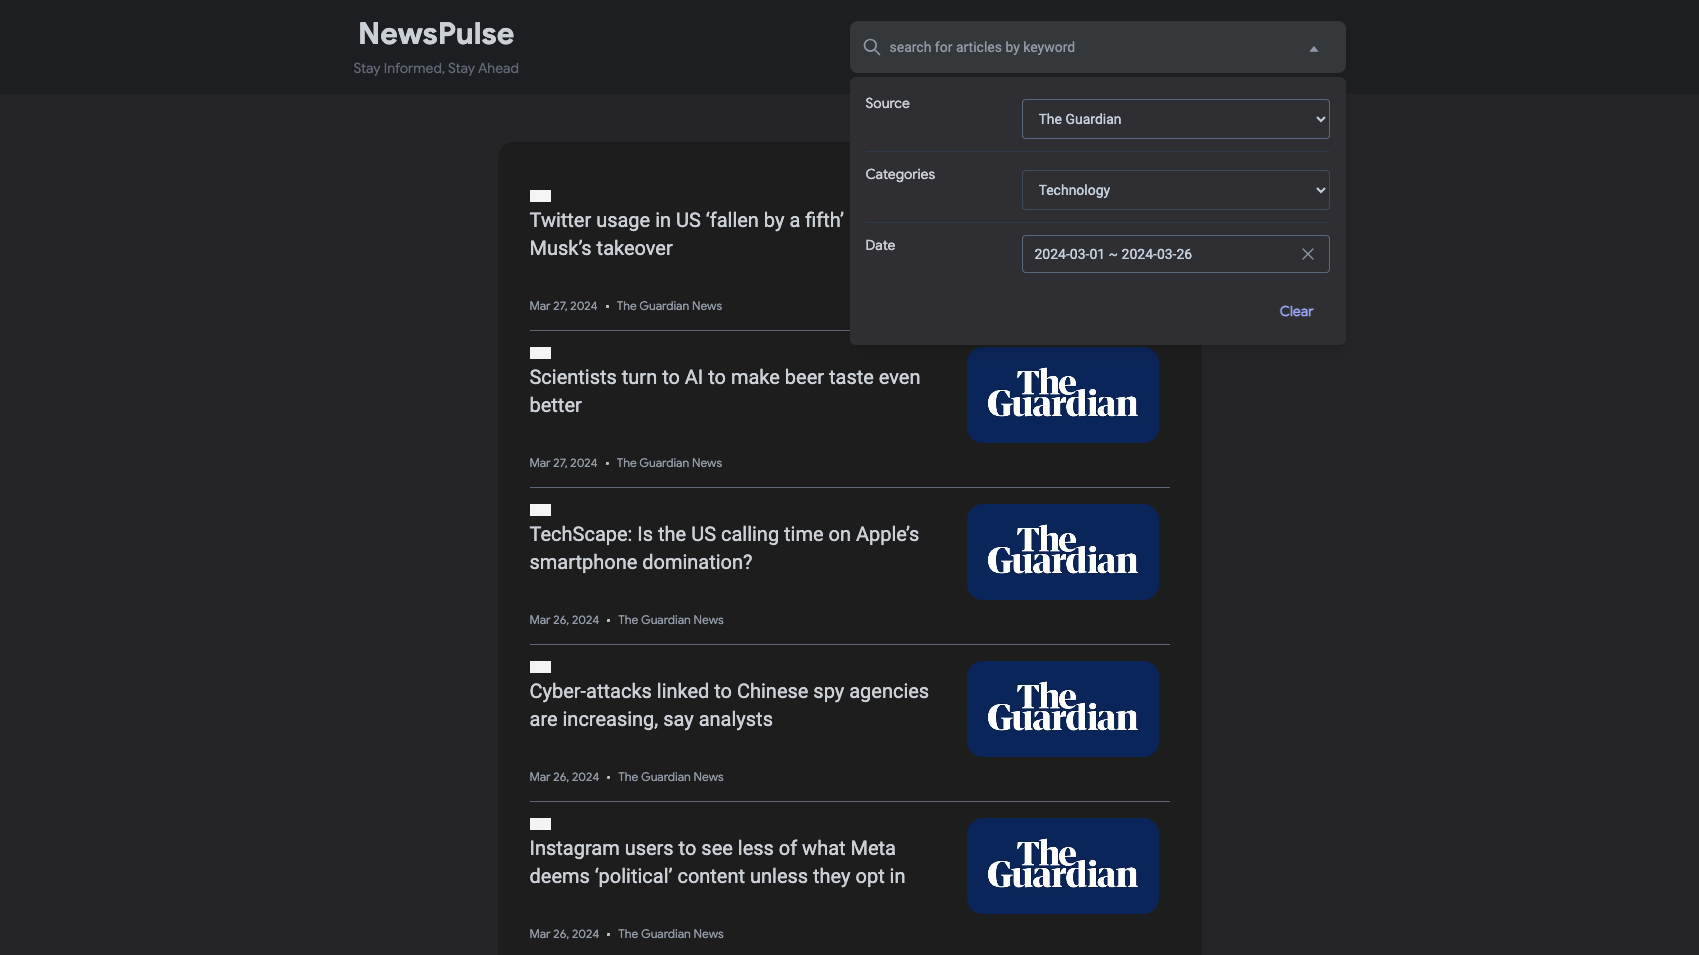 NewsPulse
Stay Informed, Stay Ahead
search for articles by keyword
Source
The Guardian
Categories
Technology
Date
2024-03-01 ~ 2024-03-26
Clear
Twitter usage in US ‘fallen by a fifth’
Musk’s takeover
Mar 27, 2024 • The Guardian News
Scientists turn to AI to make beer taste even
better
Mar 27, 2024 • The Guardian News
The
Guardian
TechScape: Is the US calling time on Apple’s
smartphone domination?
Mar 26, 2024 • The Guardian News
The
Guardian
Cyber-attacks linked to Chinese spy agencies
are increasing, say analysts
Mar 26, 2024 • The Guardian News
The
Guardian
Instagram users to see less of what Meta
deems ‘political’ content unless they opt in
Mar 26, 2024 • The Guardian News
The
Guardian